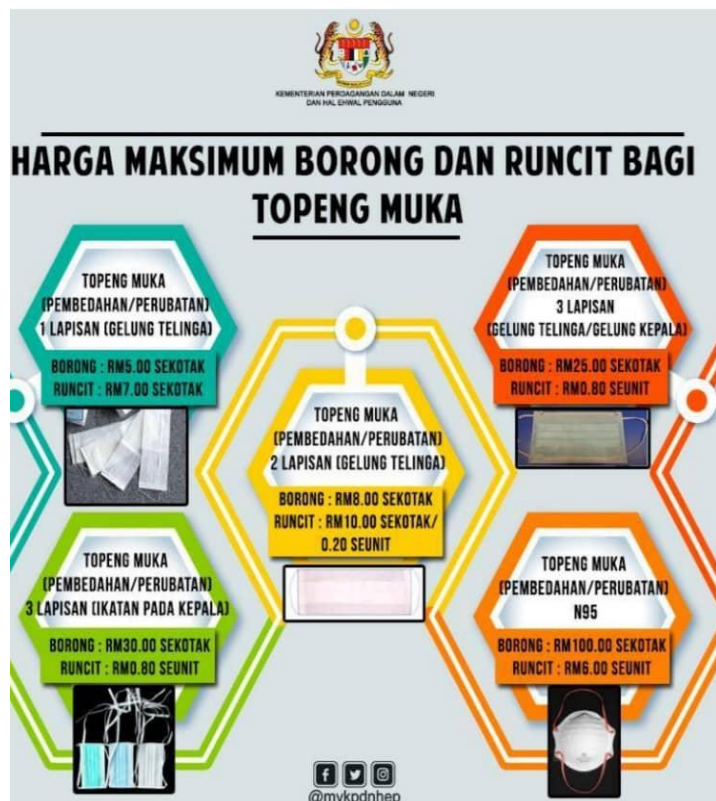 KEMENTERIAN PERDAGANGAN DALAM NEGERI
DAN HAL EHWAL PENGGUNA
HARGA MAKSIMUM BORONG DAN RUNCIT BAGI
TOPENG MUKA
TOPENG MUKA
(PEMBEDAHAN/PERUBATAN)
1 LAPISAN (GELUNG TELINGA)
BORONG : RM5.00 SEKOTAK
RUNCIT : RM7.00 SEKOTAK
TOPENG MUKA
(PEMBEDAHAN/PERUBATAN)
2 LAPISAN (GELUNG TELINGA)
BORONG : RM8.00 SEKOTAK
RUNCIT : RM10.00 SEKOTAK/
0.20 SEUNIT
TOPENG MUKA
(PEMBEDAHAN/PERUBATAN)
3 LAPISAN
(GELUNG TELINGA/GELUNG KEPALA)
BORONG : RM25.00 SEKOTAK
RUNCIT : RM0.80 SEUNIT
TOPENG MUKA
(PEMBEDAHAN/PERUBATAN)
3 LAPISAN (IKATAN PADA KEPALA)
BORONG : RM30.00 SEKOTAK
RUNCIT : RM0.80 SEUNIT
TOPENG MUKA
(PEMBEDAHAN/PERUBATAN)
N95
BORONG : RM100.00 SEKOTAK
RUNCIT : RM6.00 SEUNIT
@mykpdnhep